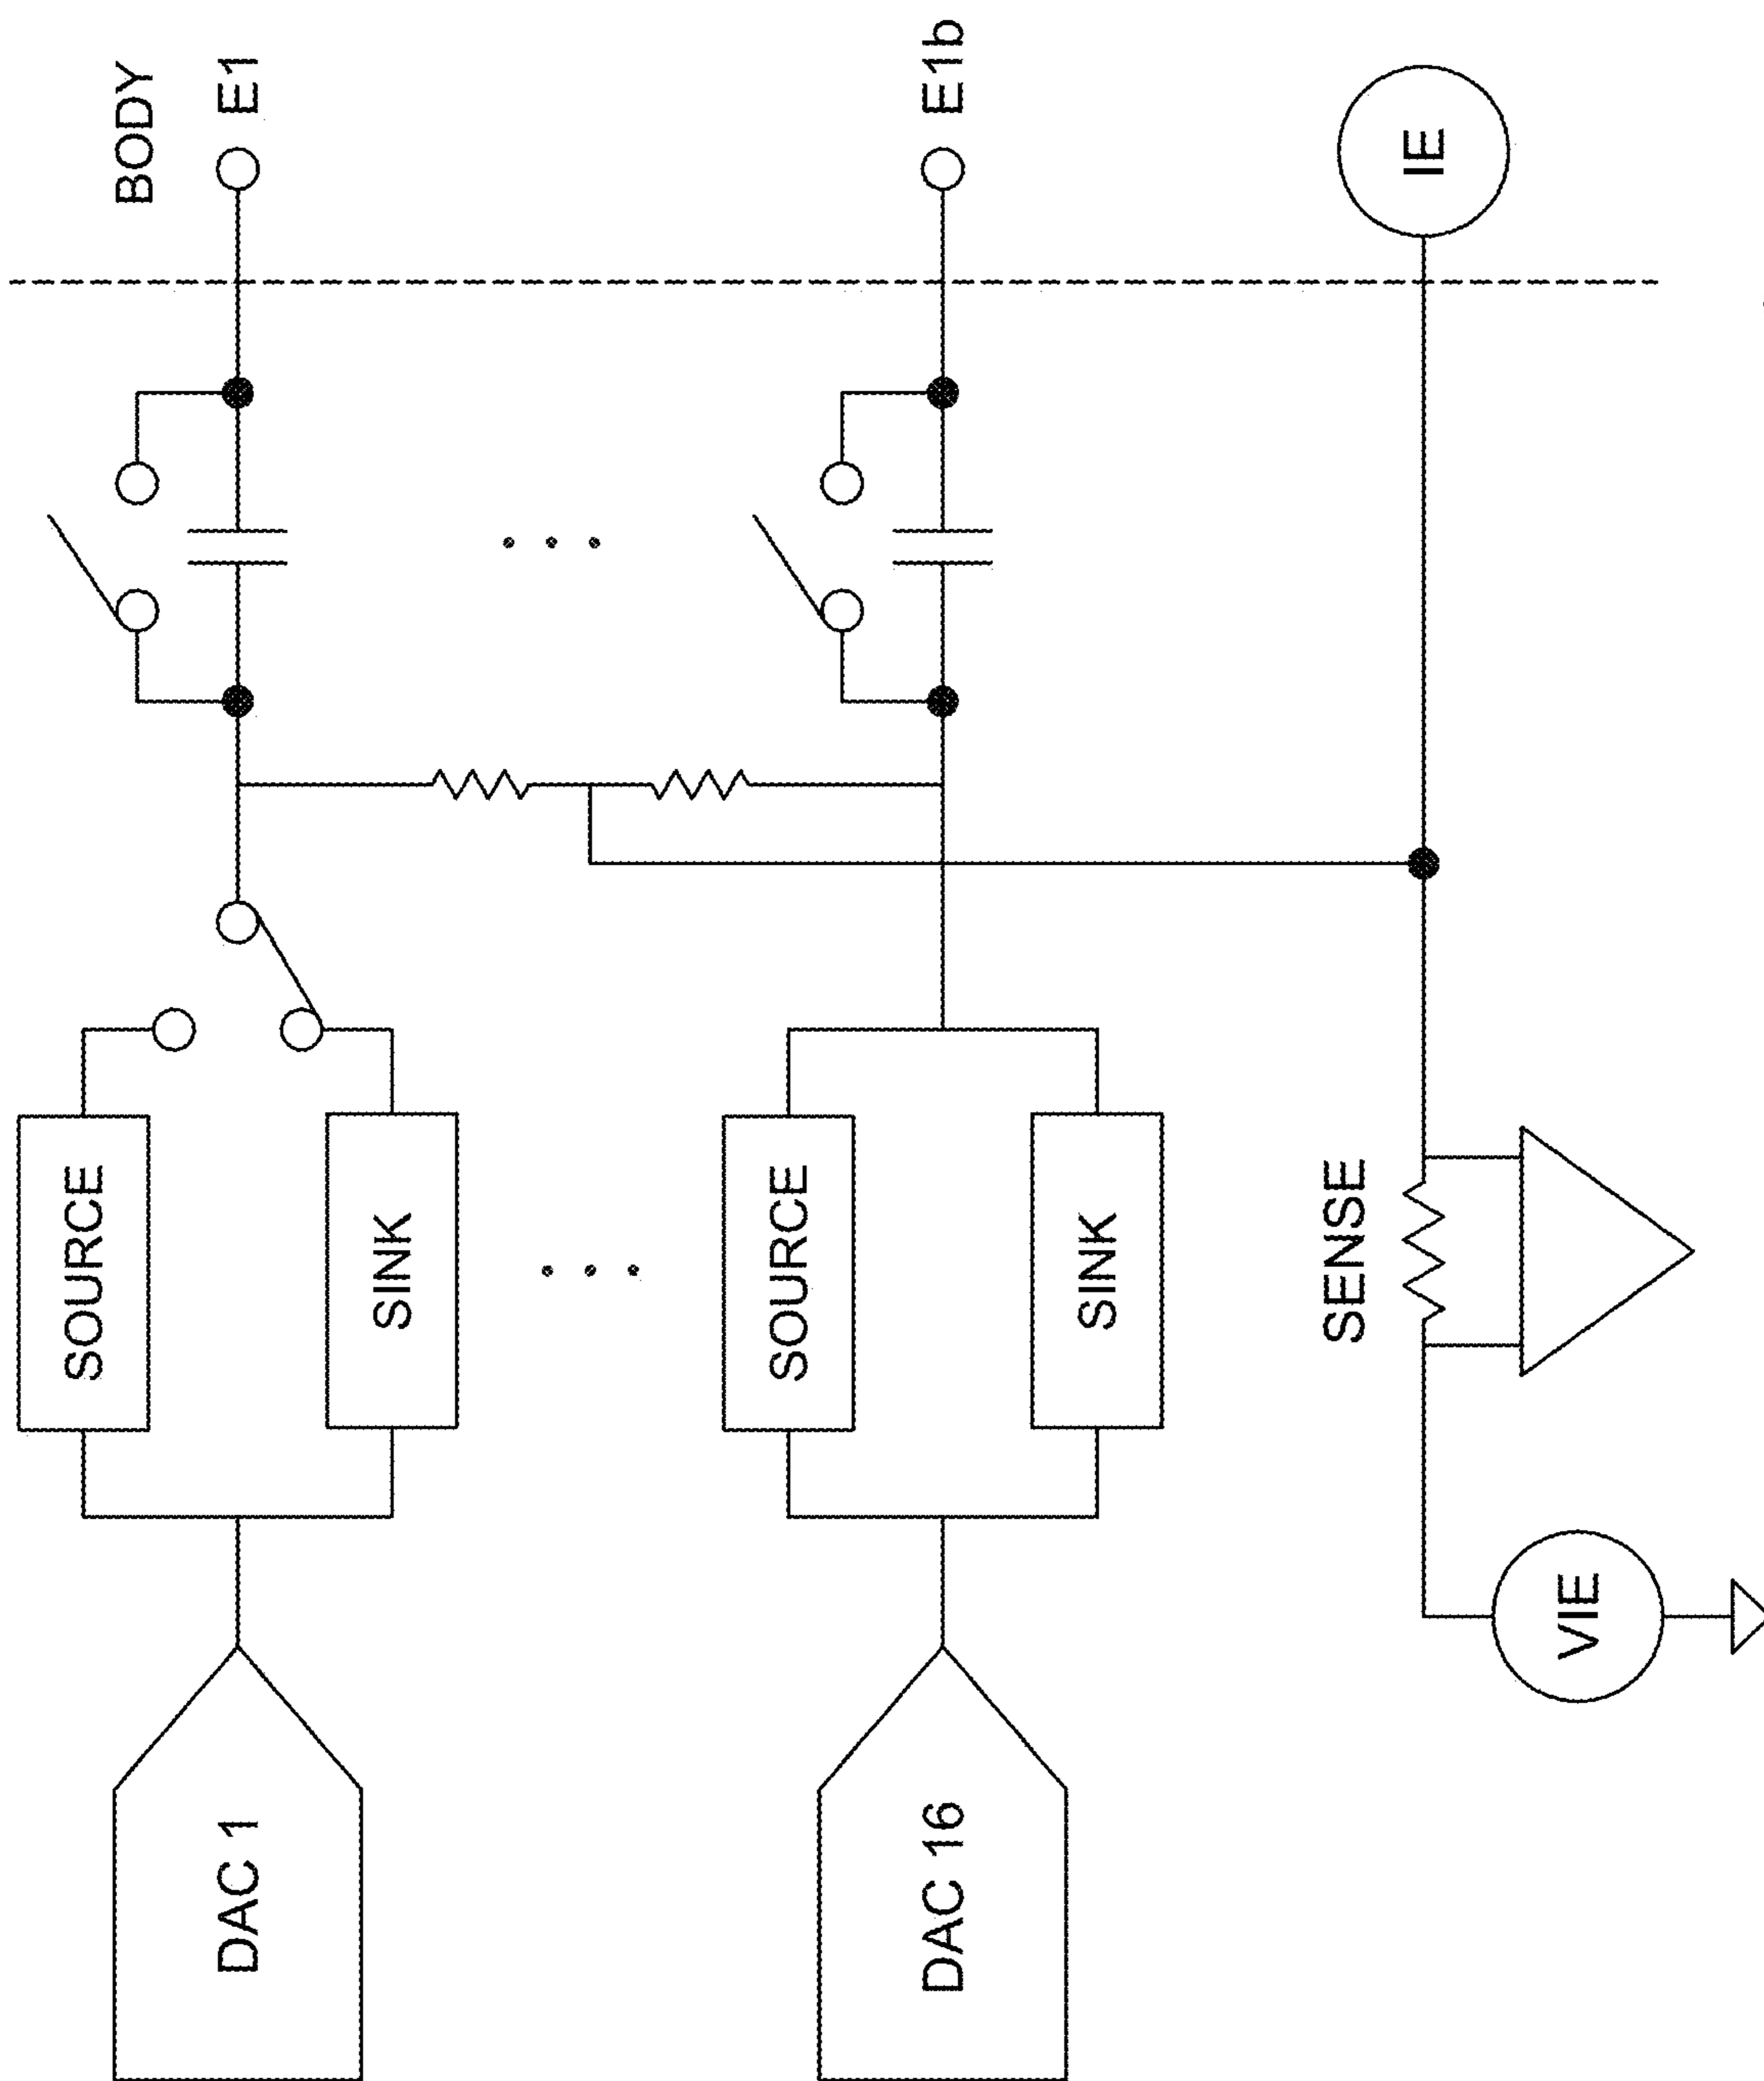 BODY
E1
SOURCE
SINK
DAC 1
E1b
SOURCE
SINK
DAC 16
IE
SENSE
VIE